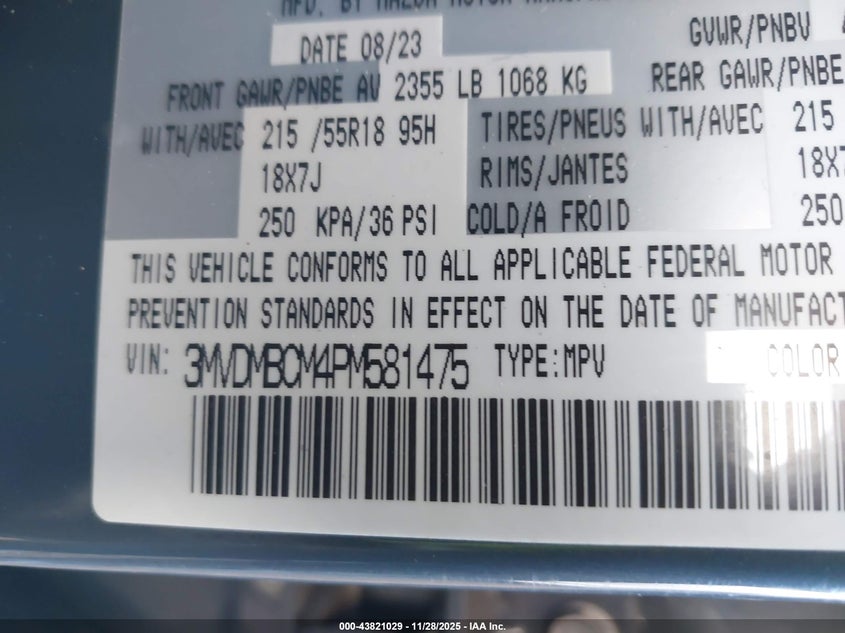 MFD. BY MAZDA MOTOR
DATE 08/23 GVWR/PNBV
FRONT GAWR/PNBE AV 2355 LB 1068 KG REAR GAWR/PNBE
WITH/AVEC 215 /55R18 95H TIRES/PNEUS WITH/AVEC 215
18X7J RIMS/JANTES 18X7
250 KPA/36 PSI COLD/A FROID 250
THIS VEHICLE CONFORMS TO ALL APPLICABLE FEDERAL MOTOR
PREVENTION STANDARDS IN EFFECT ON THE DATE OF MANUFACT
VIN: 3MVDMBCM4PM581475 TYPE:MPV COLOR
000-43821029 — 11/28/2025 — IAA Inc.